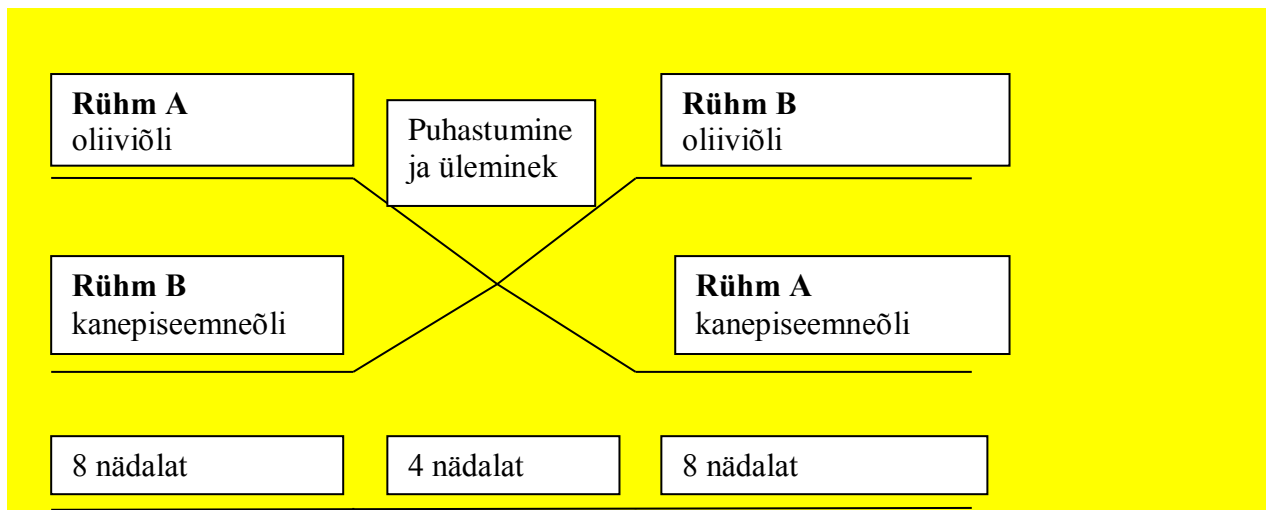 Rühm A
oliiviõli
Puhastumine
ja üleminek
Rühm B
oliiviõli
Rühm B
kanepiseemneõli
Rühm A
kanepiseemneõli
8 nädalat
4 nädalat
8 nädalat